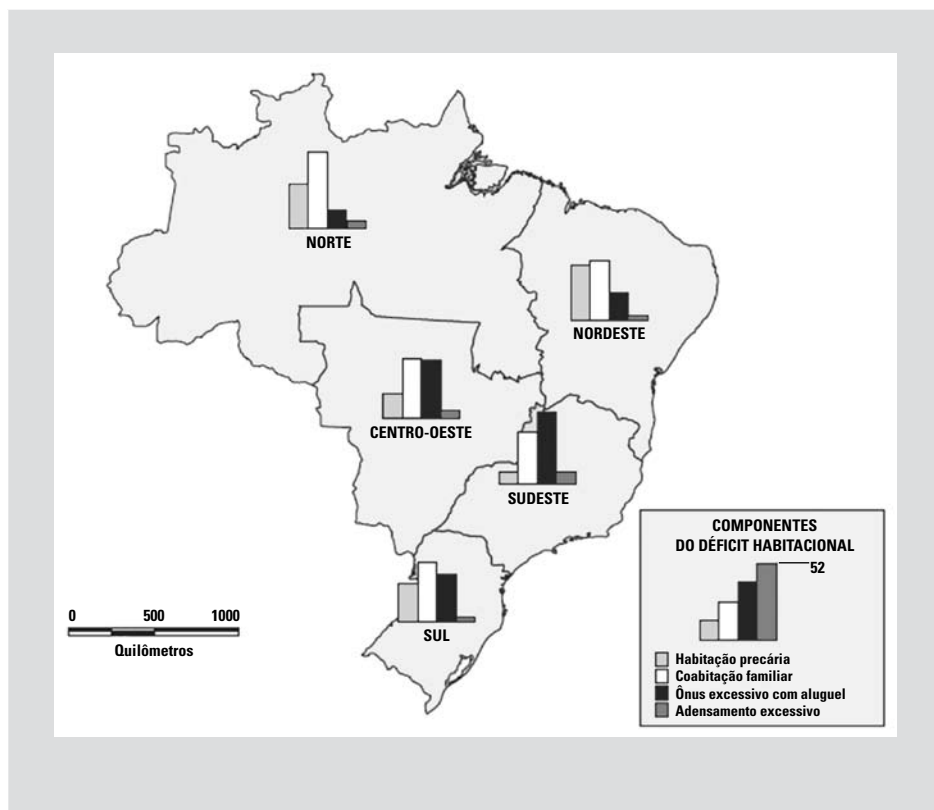 NORTE
NORDESTE
CENTRO-OESTE
SUDESTE
SUL
0 500 1000
Quilômetros
COMPONENTES
DO DÉFICIT HABITACIONAL
52
Habitação precária
Coabitação familiar
Ônus excessivo com aluguel
Adensamento excessivo